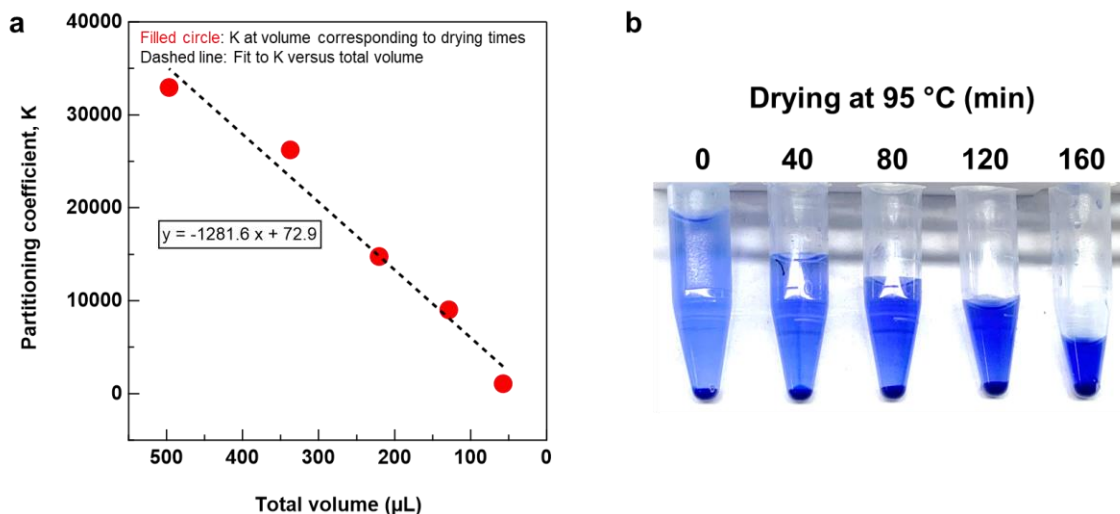 a
Filled circle: K at volume corresponding to drying times
Dashed line: Fit to K versus total volume
y = -1281.6 x + 72.9
Partitioning coefficient, K
40000
30000
20000
10000
0
500 400 300 200 100 0
Total volume (µL)
b
Drying at 95 °C (min)
0 40 80 120 160